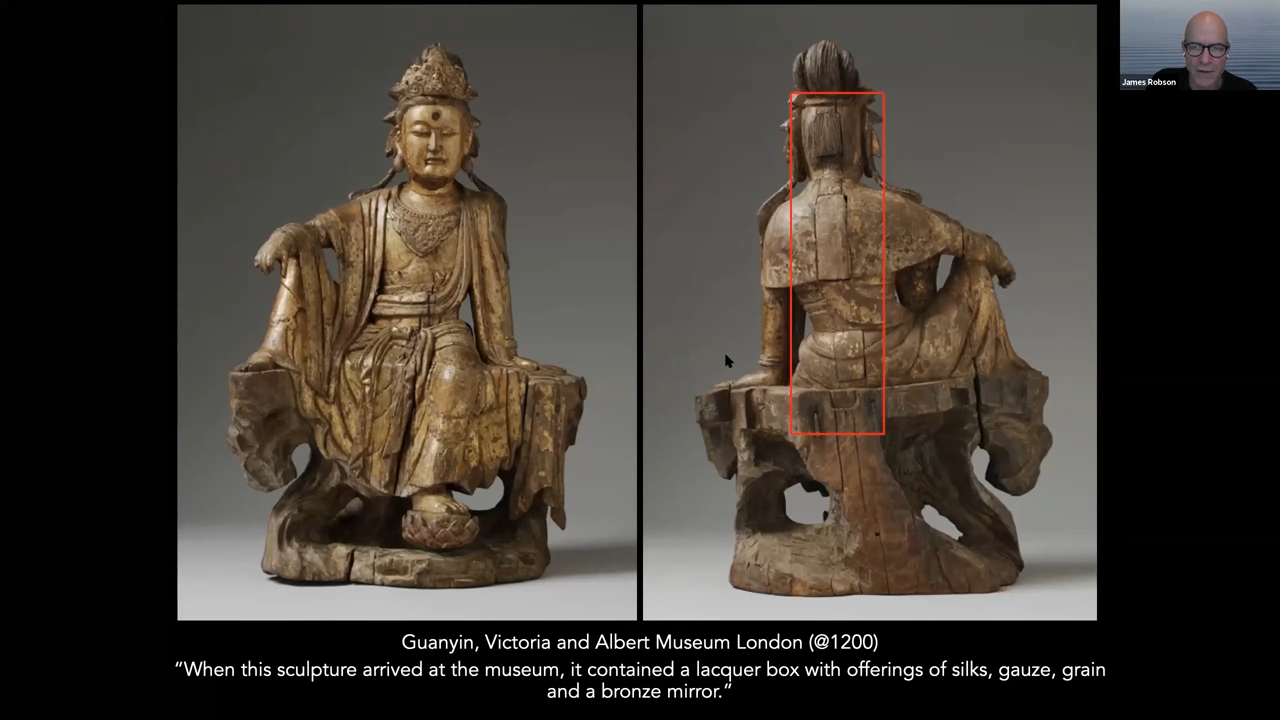 James Robson
Guanyin, Victoria and Albert Museum London (@1200)
“When this sculpture arrived at the museum, it contained a lacquer box with offerings of silks, gauze, grain
and a bronze mirror.”